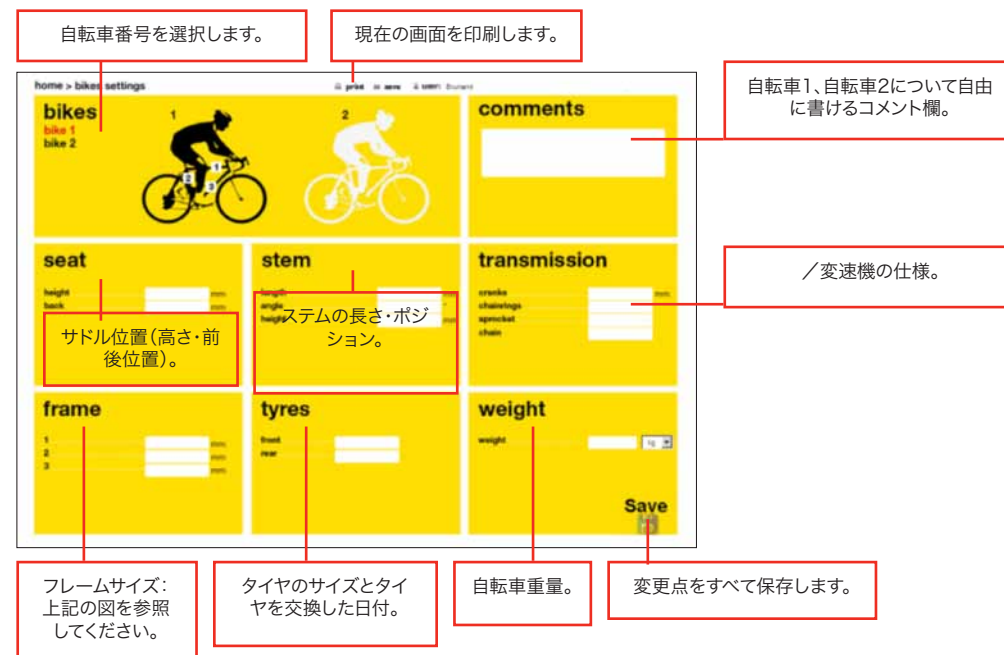 自転車番号を選択します。
現在の画面を印刷します。
自転車1、自転車2について自由
に書けるコメント欄。
home > bikes settings
print
save
user:
bikes
bike 1
bike 2
1
2
1
2
3
comments
seat
height
mm
back
サドル位置(高さ・前
後位置)。
stem
length
mm
angle
height
mm
ステムの長さ・ポジ
ション。
transmission
cranks
mm
chainrings
sprocket
chain
/変速機の仕様。
frame
1
mm
2
mm
3
mm
tyres
front
rear
weight
weight
Save
フレームサイズ:
上記の図を参照
してください。
タイヤのサイズとタイ
ヤを交換した日付。
自転車重量。
変更点をすべて保存します。